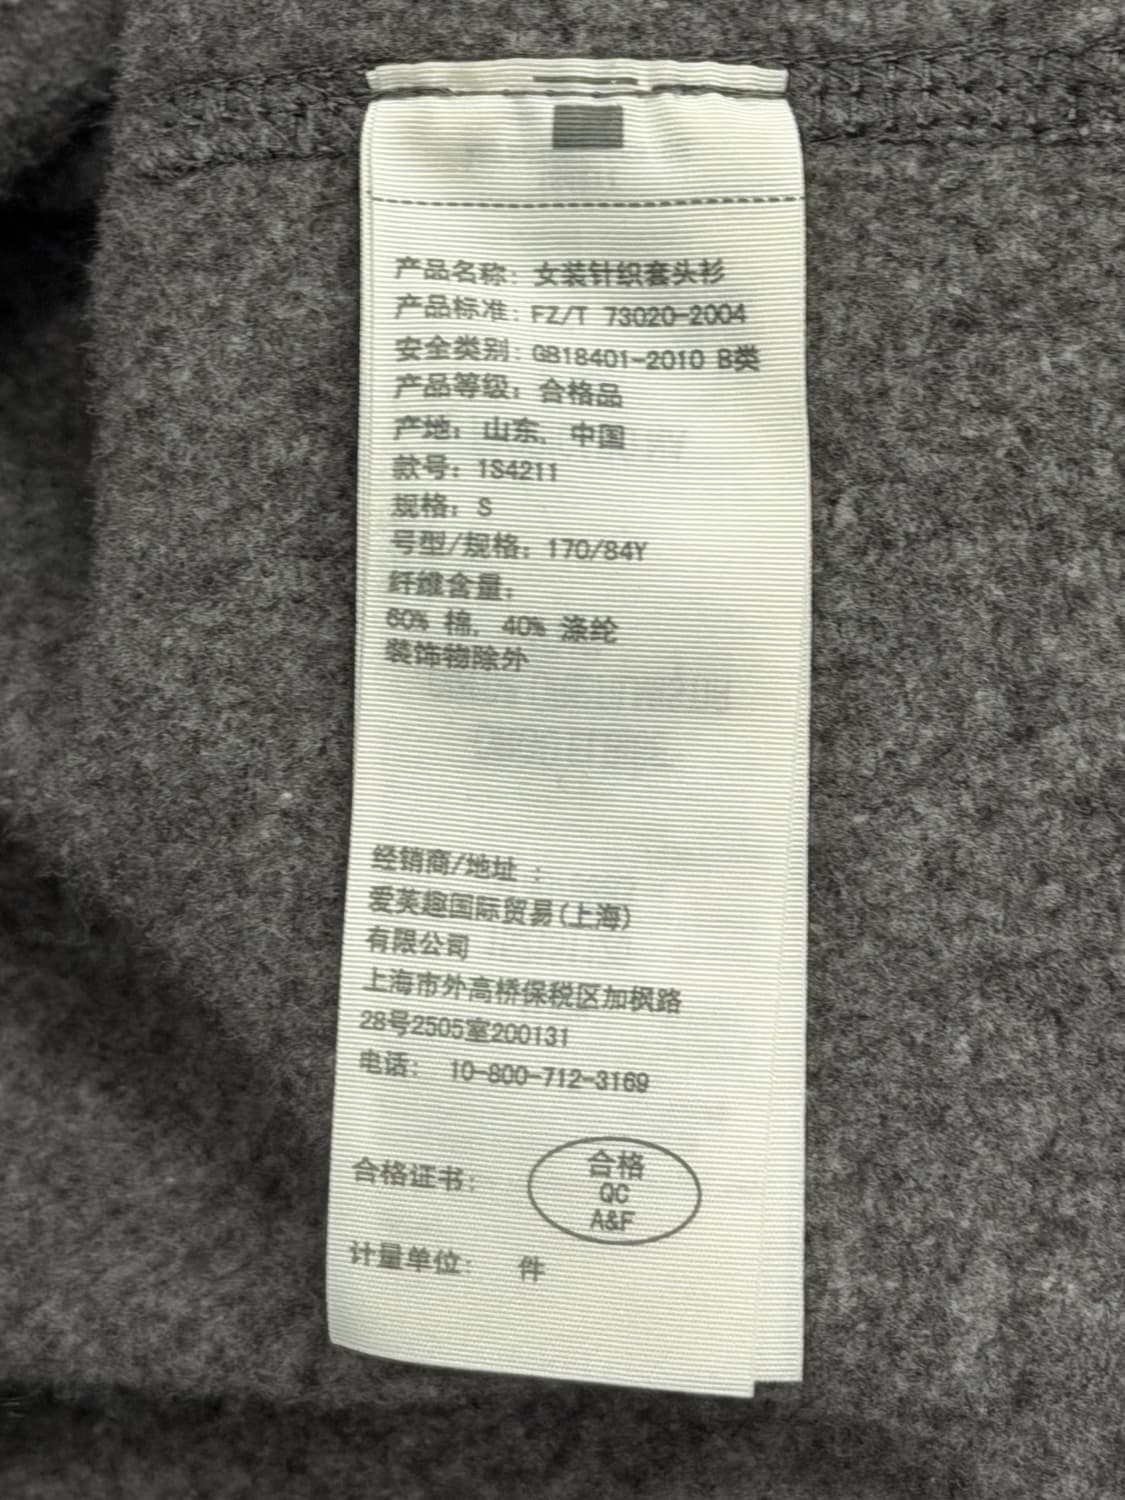 产品名称：女装针织套头衫
产品标准：FZ/T 73020-2004
安全类别：GB18401-2010 B类
产品等级：合格品
产地：山东，中国
款号：1S4211
规格：S
号型/规格：170/84Y
纤维含量：
60% 棉，40% 涤纶
装饰物除外
经销商/地址：
爱芙趣国际贸易(上海)
有限公司
上海市外高桥保税区加枫路
28号2505室200131
电话： 10-800-712-3169
合格证书：
合格
QC
A&F
计量单位： 件